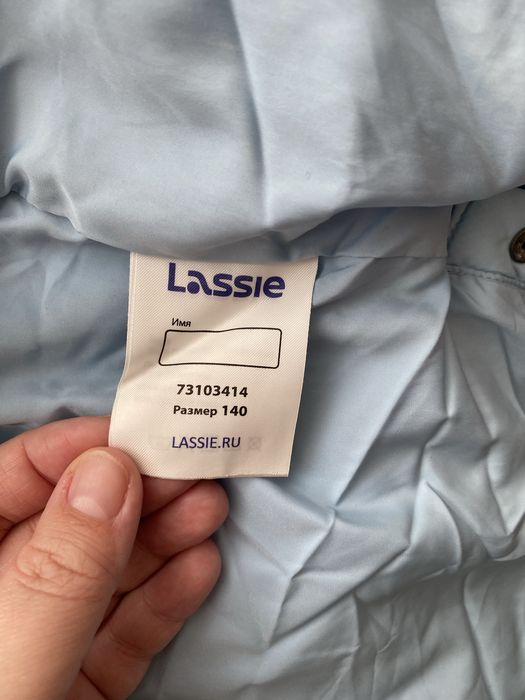 Lassie
Имя
73103414
Размер 140
LASSIE.RU